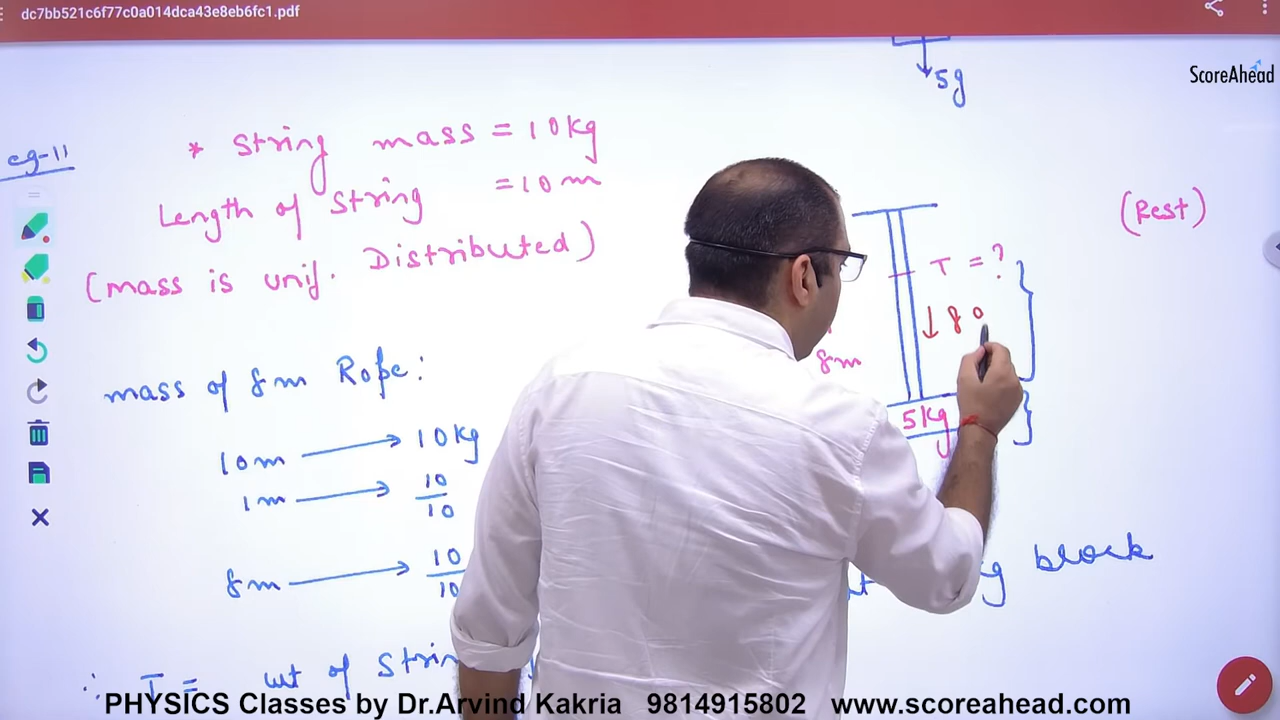 dc7bb521c6f77c0a014dca43e8eb6fc1.pdf
ScoreAhead
5g
eg-11
* String mass = 10kg
Length of String = 10m
(mass is unif. Distributed)
(Rest)
T = ?
↓ 80
8m
5kg
mass of 8m Rope:
10m → 10kg
1m → 10/10
8m → 10/10
block
∴ T = wt of Strin
PHYSICS Classes by Dr.Arvind Kakria 9814915802 www.scoreahead.com